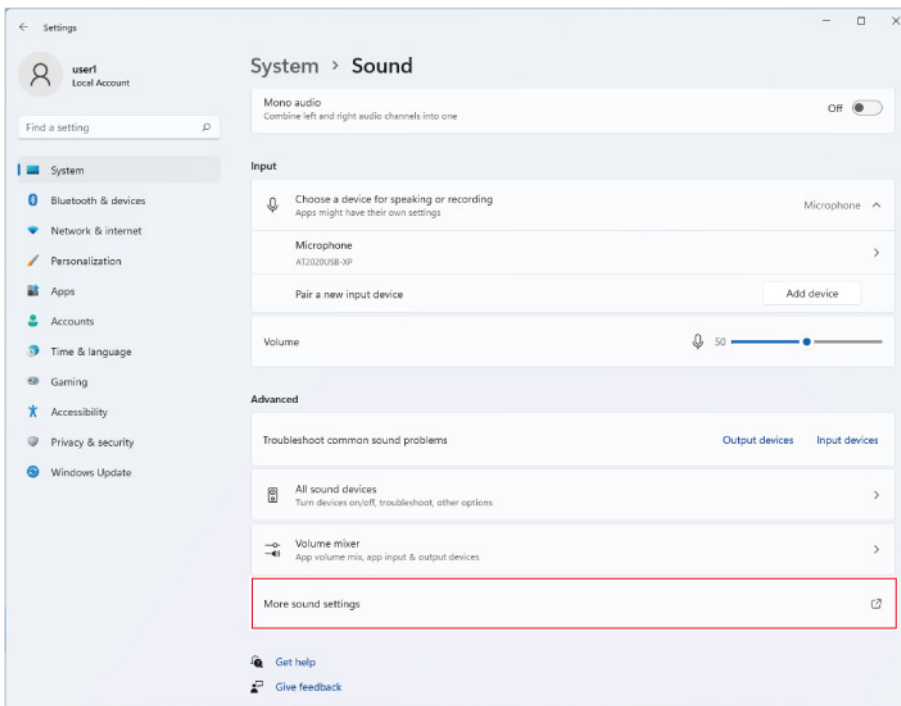 Settings
user1
Local Account
Find a setting
System
Bluetooth & devices
Network & internet
Personalization
Apps
Accounts
Time & language
Gaming
Accessibility
Privacy & security
Windows Update
System > Sound
Mono audio
Combine left and right audio channels into one
Off
Input
Choose a device for speaking or recording
Apps might have their own settings
Microphone
Microphone
AT2020USB-XP
Pair a new input device
Add device
Volume
50
Advanced
Troubleshoot common sound problems
Output devices
Input devices
All sound devices
Turn devices on/off, troubleshoot, other options
Volume mixer
App volume mix, app input & output devices
More sound settings
Get help
Give feedback